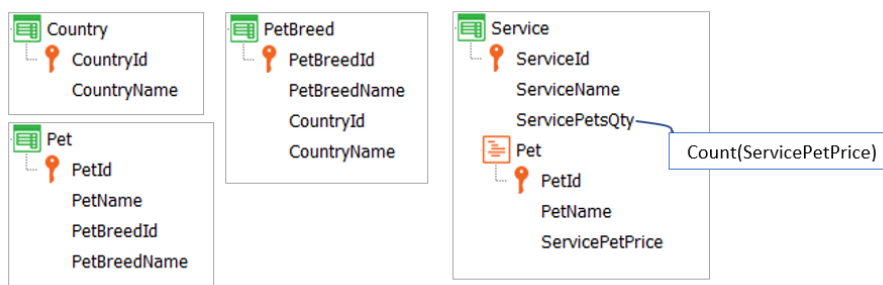 Country
CountryId
CountryName
Pet
PetId
PetName
PetBreedId
PetBreedName
PetBreed
PetBreedId
PetBreedName
CountryId
CountryName
Service
ServiceId
ServiceName
ServicePetsQty
Count(ServicePetPrice)
Pet
PetId
PetName
ServicePetPrice